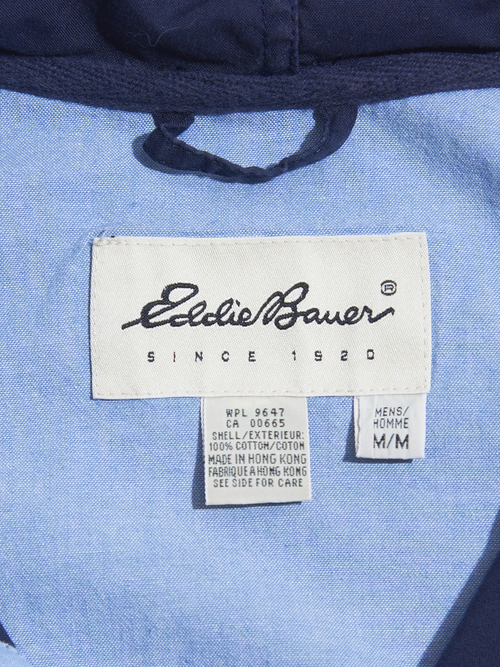 Eddie Bauer®
SINCE 1920
WPL 9647
CA 00665
SHELL/EXTERIEUR:
100% COTTON/COTON
MADE IN HONG KONG
FABRIQUE A HONG KONG
SEE SIDE FOR CARE
MENS/
HOMME
M/M